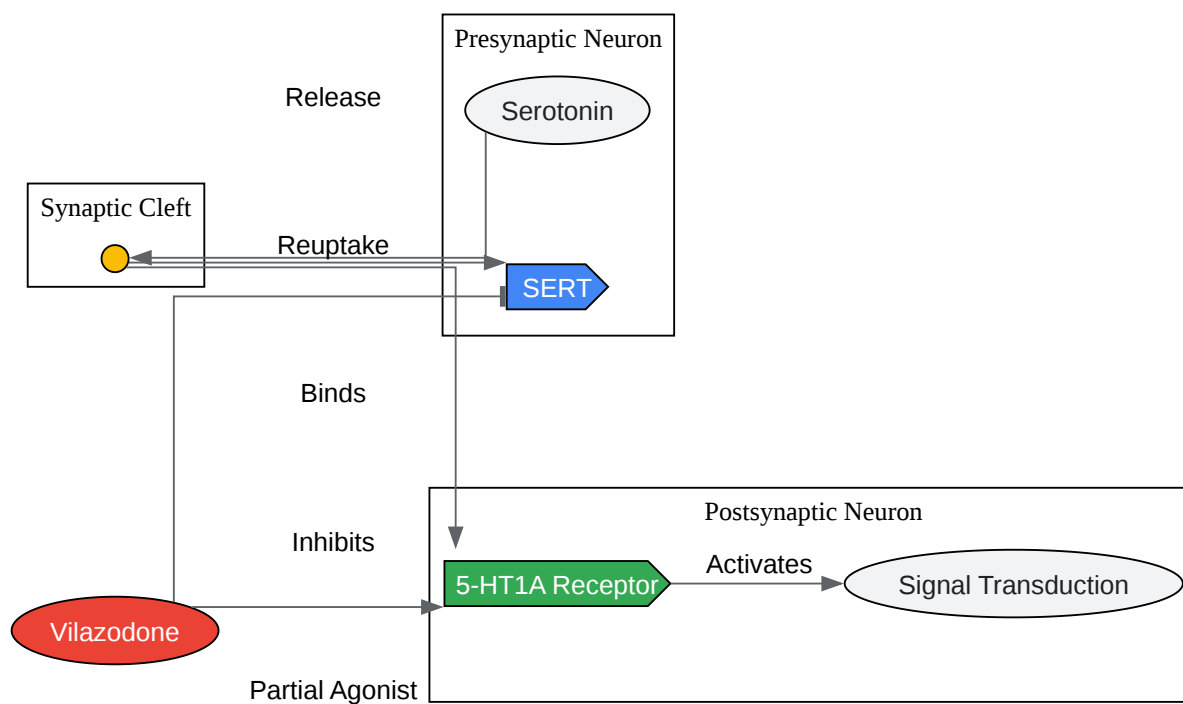 Presynaptic Neuron
Release
Serotonin
Synaptic Cleft
Reuptake
SERT
Binds
Postsynaptic Neuron
Inhibits
5-HT1A Receptor
Activates
Signal Transduction
Vilazodone
Partial Agonist